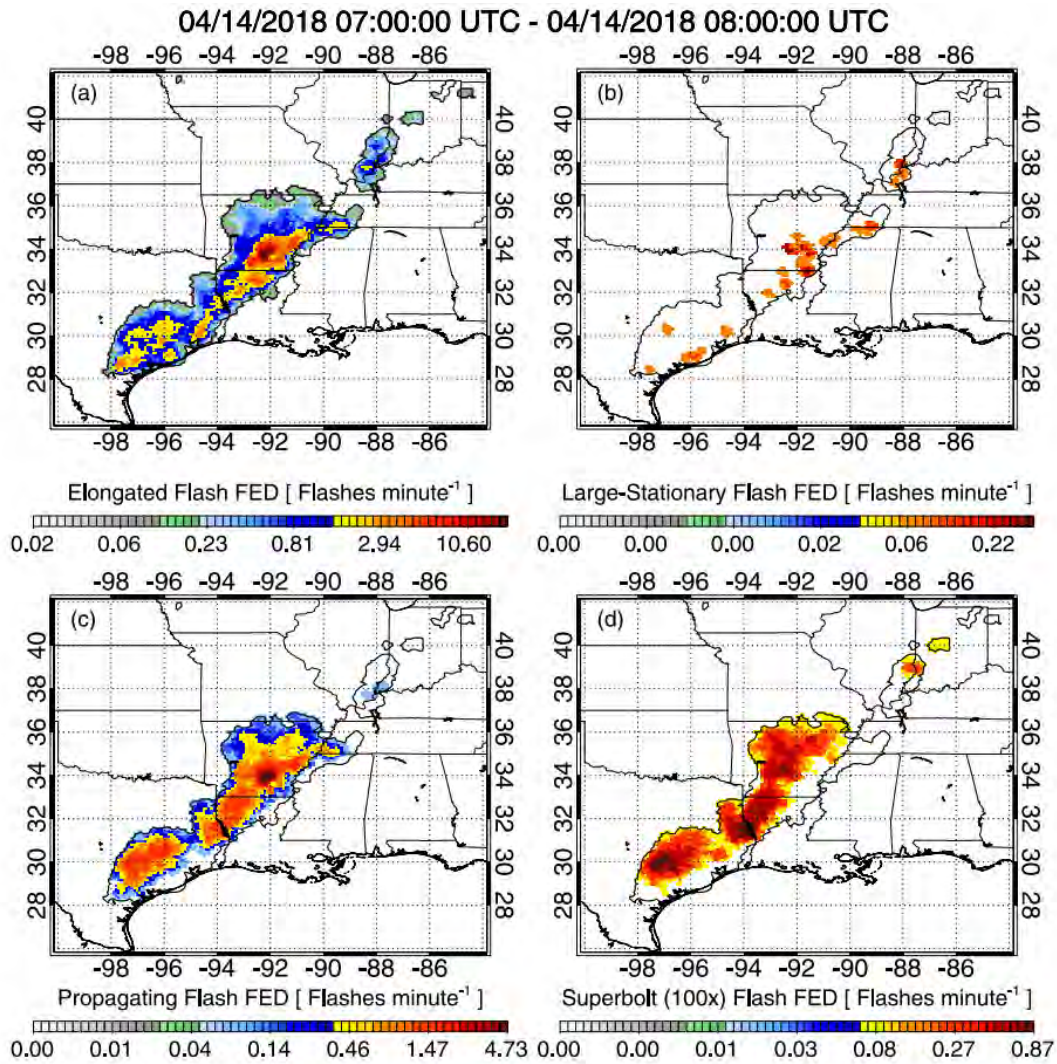 04/14/2018 07:00:00 UTC - 04/14/2018 08:00:00 UTC
-98 -96 -94 -92 -90 -88 -86
-98 -96 -94 -92 -90 -88 -86
(a)
(b)
40 40 40 40
38 38 38 38
36 36 36 36
34 34 34 34
32 32 32 32
30 30 30 30
28 28 28 28
-98 -96 -94 -92 -90 -88 -86
-98 -96 -94 -92 -90 -88 -86
Elongated Flash FED [ Flashes minute⁻¹ ]
Large-Stationary Flash FED [ Flashes minute⁻¹ ]
0.02 0.06 0.23 0.81 2.94 10.60
0.00 0.00 0.00 0.02 0.06 0.22
-98 -96 -94 -92 -90 -88 -86
-98 -96 -94 -92 -90 -88 -86
(c)
(d)
40 40 40 40
38 38 38 38
36 36 36 36
34 34 34 34
32 32 32 32
30 30 30 30
28 28 28 28
-98 -96 -94 -92 -90 -88 -86
-98 -96 -94 -92 -90 -88 -86
Propagating Flash FED [ Flashes minute⁻¹ ]
Superbolt (100x) Flash FED [ Flashes minute⁻¹ ]
0.00 0.01 0.04 0.14 0.46 1.47 4.73
0.00 0.00 0.01 0.03 0.08 0.27 0.87